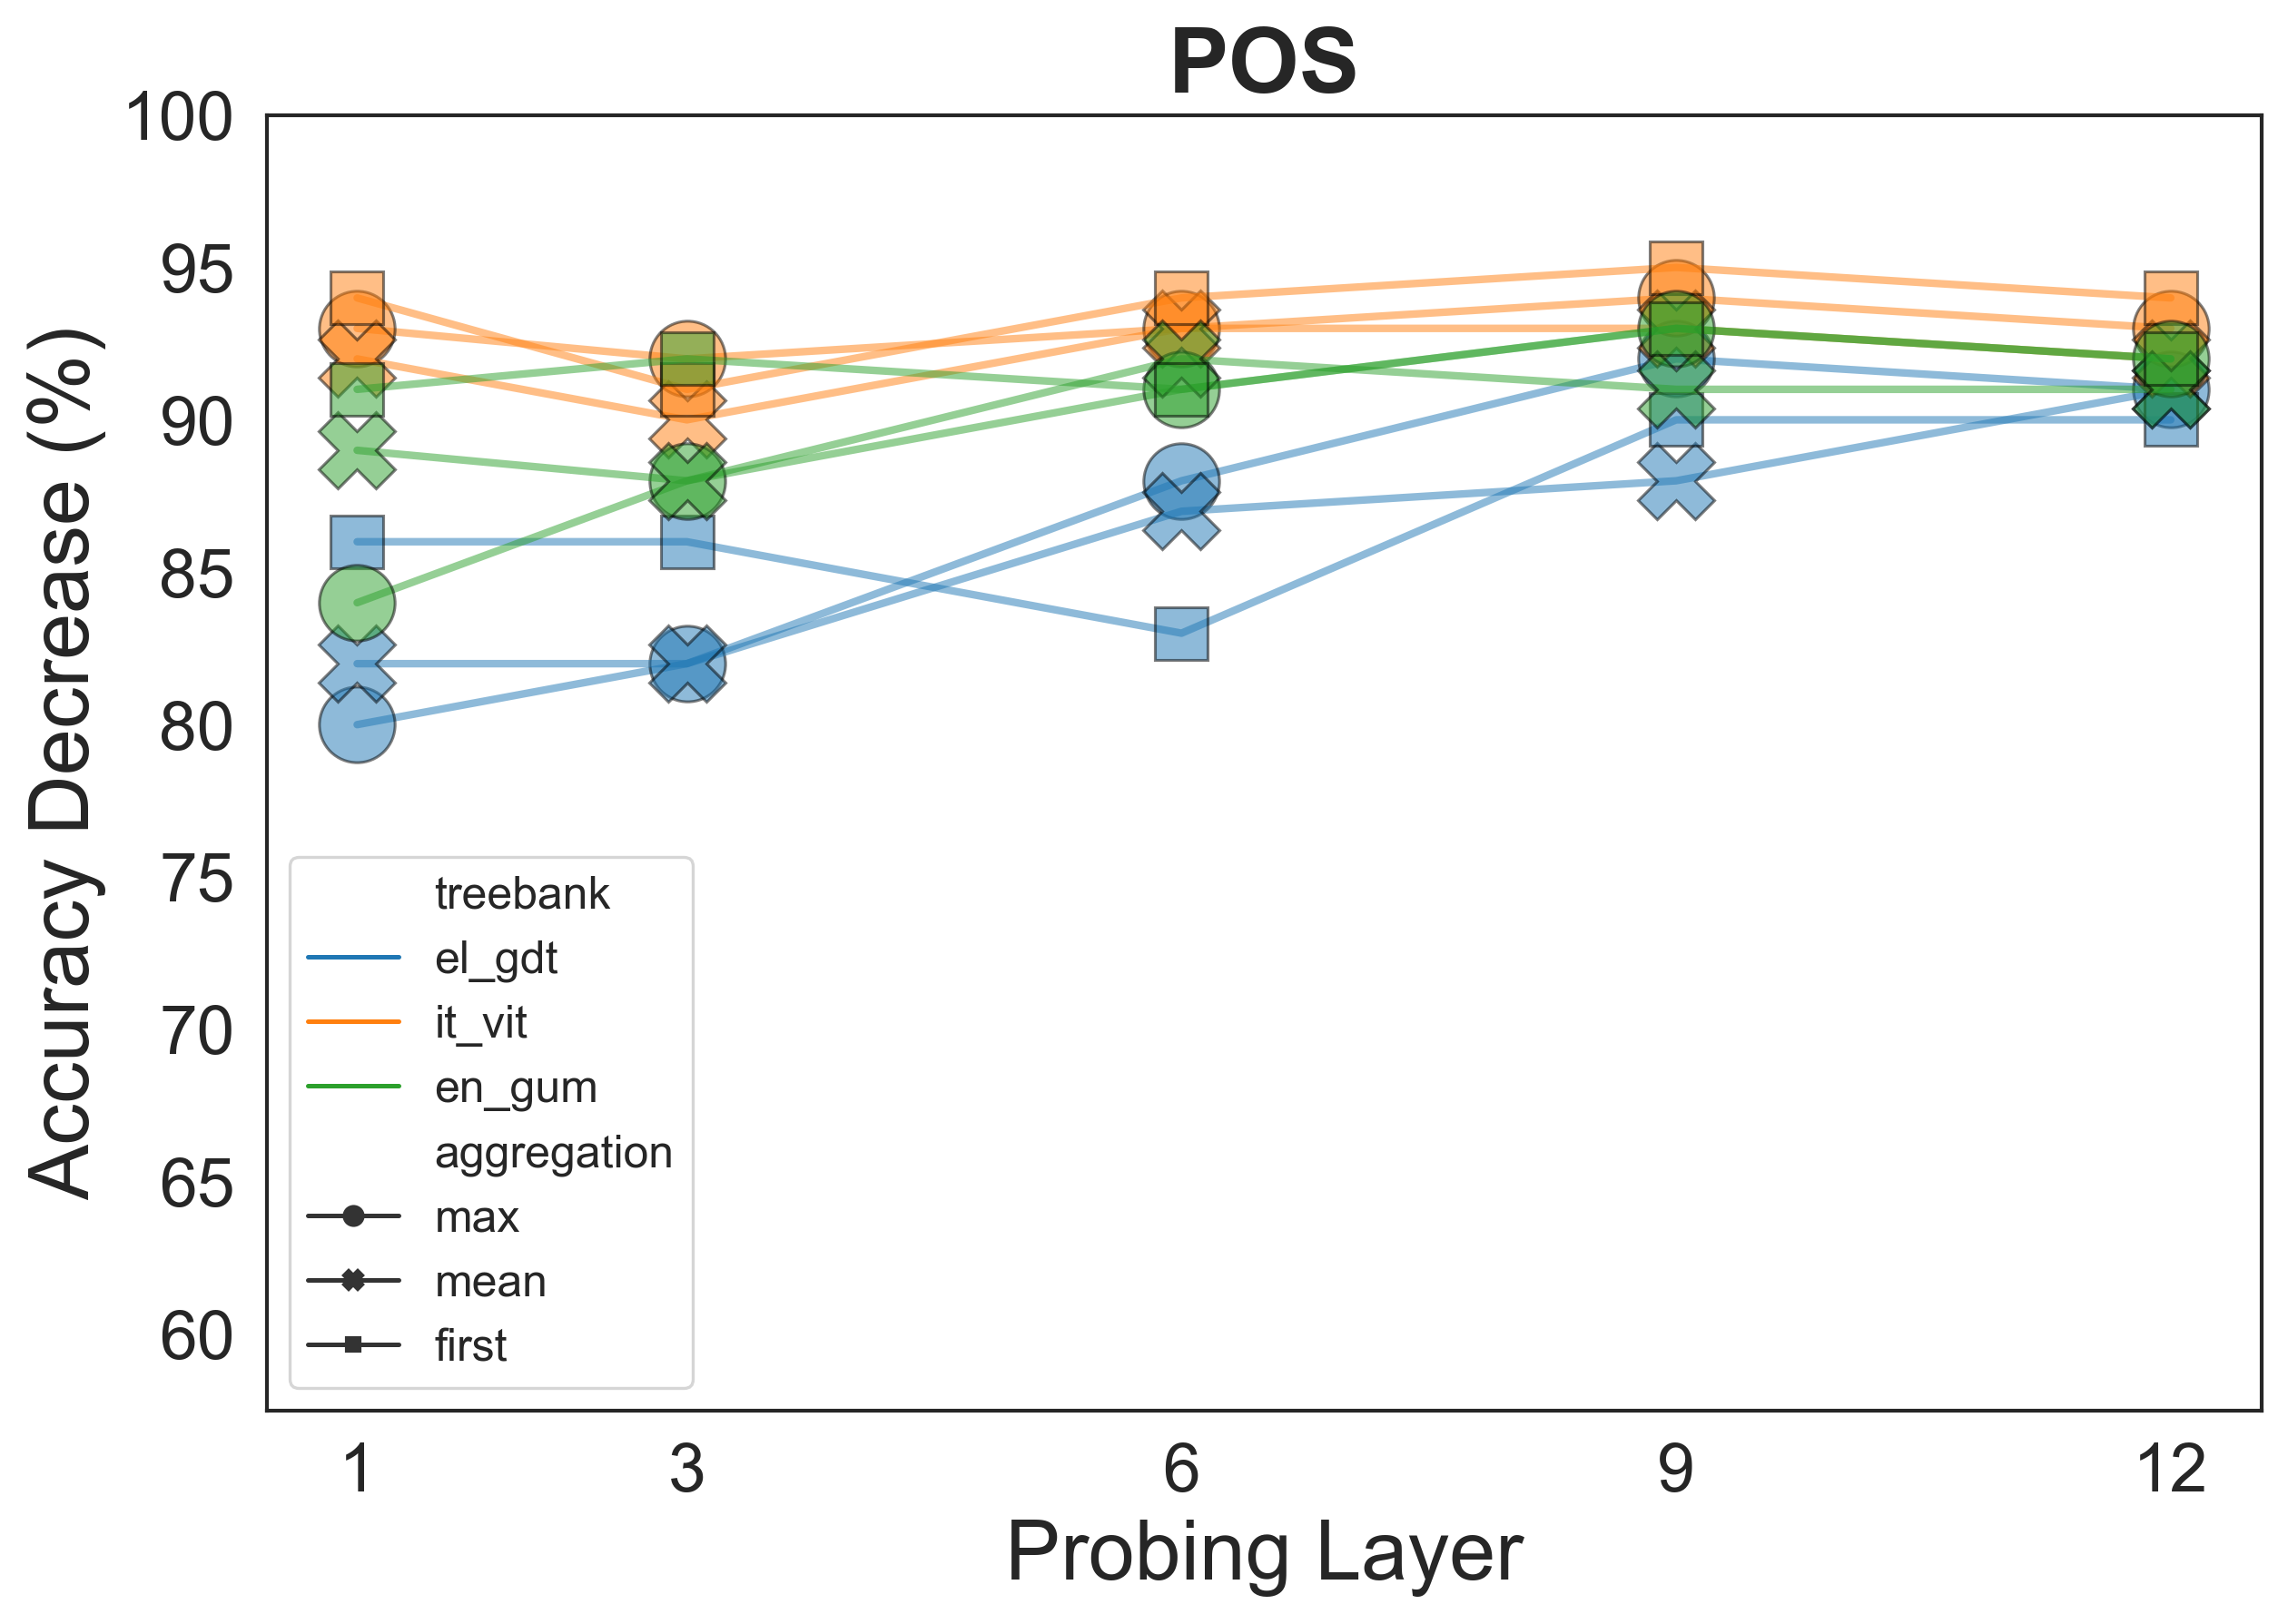 POS
100
95
90
85
80
75
70
65
60
Accuracy Decrease (%)
treebank
el_gdt
it_vit
en_gum
aggregation
max
mean
first
1 3 6 9 12
Probing Layer